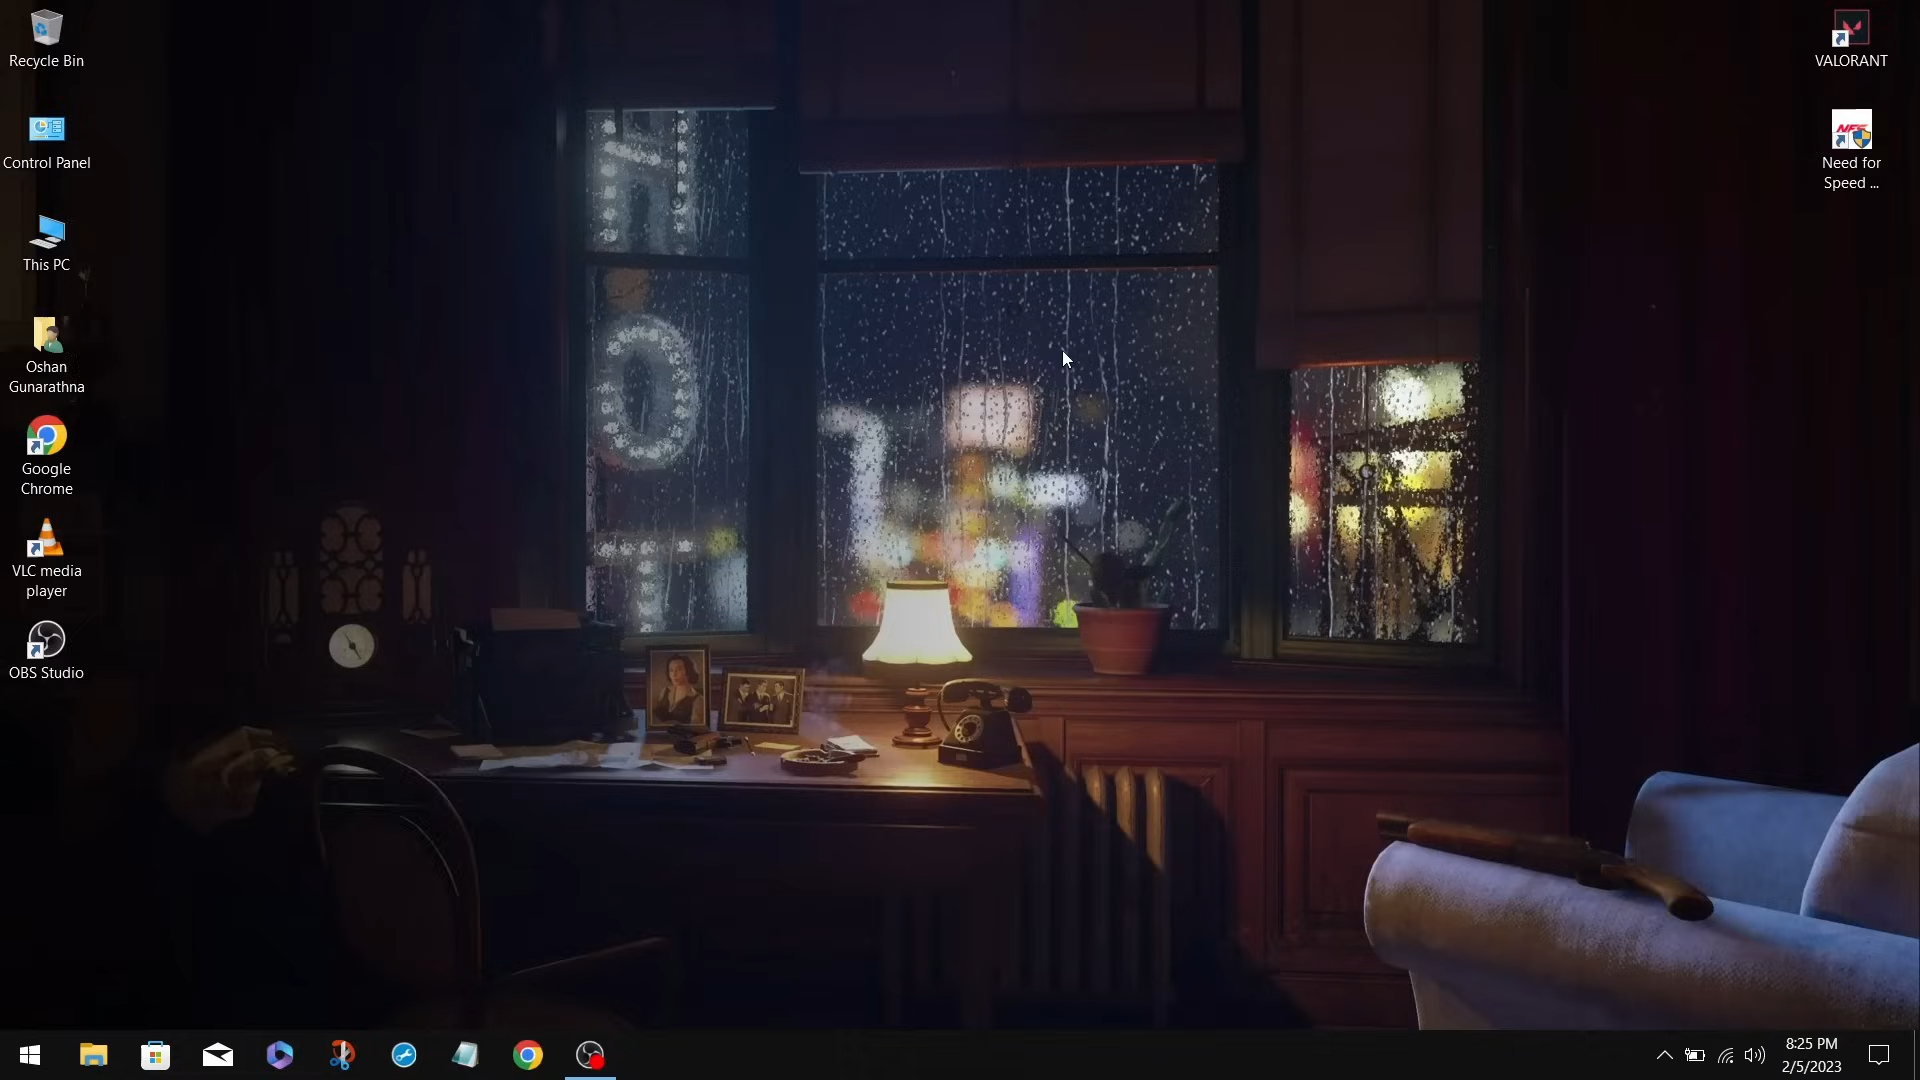 Recycle Bin
Control Panel
This PC
Oshan
Gunarathna
Google
Chrome
VLC media
player
OBS Studio
VALORANT
NFS
Need for
Speed ...
H
O
T
8:25 PM
2/5/2023